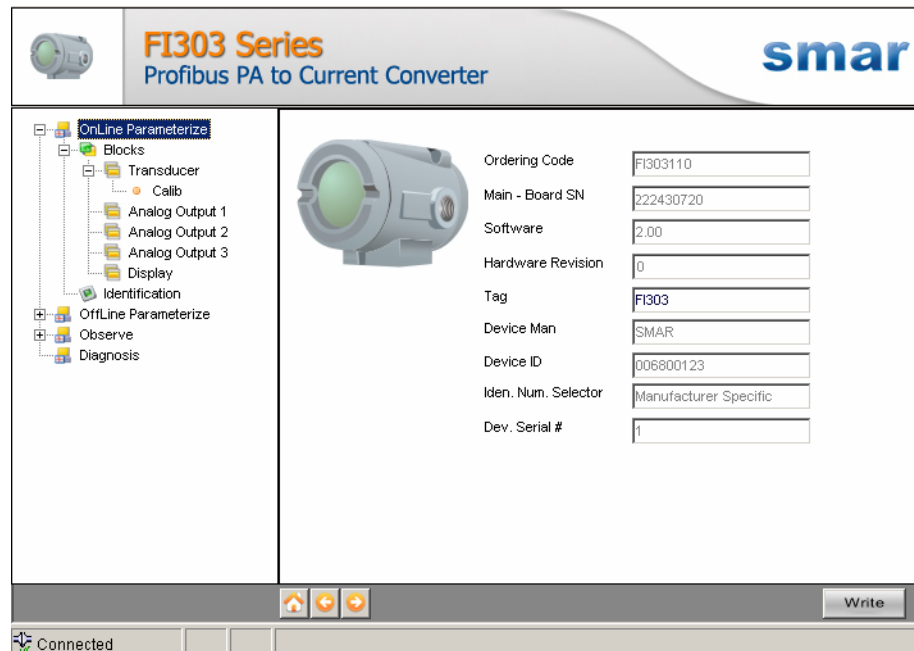 FI303 Series
Profibus PA to Current Converter
smar
OnLine Parameterize
Blocks
Transducer
Calib
Analog Output 1
Analog Output 2
Analog Output 3
Display
Identification
OffLine Parameterize
Observe
Diagnosis
Ordering Code FI303110
Main - Board SN 222430720
Software 2.00
Hardware Revision 0
Tag FI303
Device Man SMAR
Device ID 006800123
Iden. Num. Selector Manufacturer Specific
Dev. Serial # 1
Write
Connected